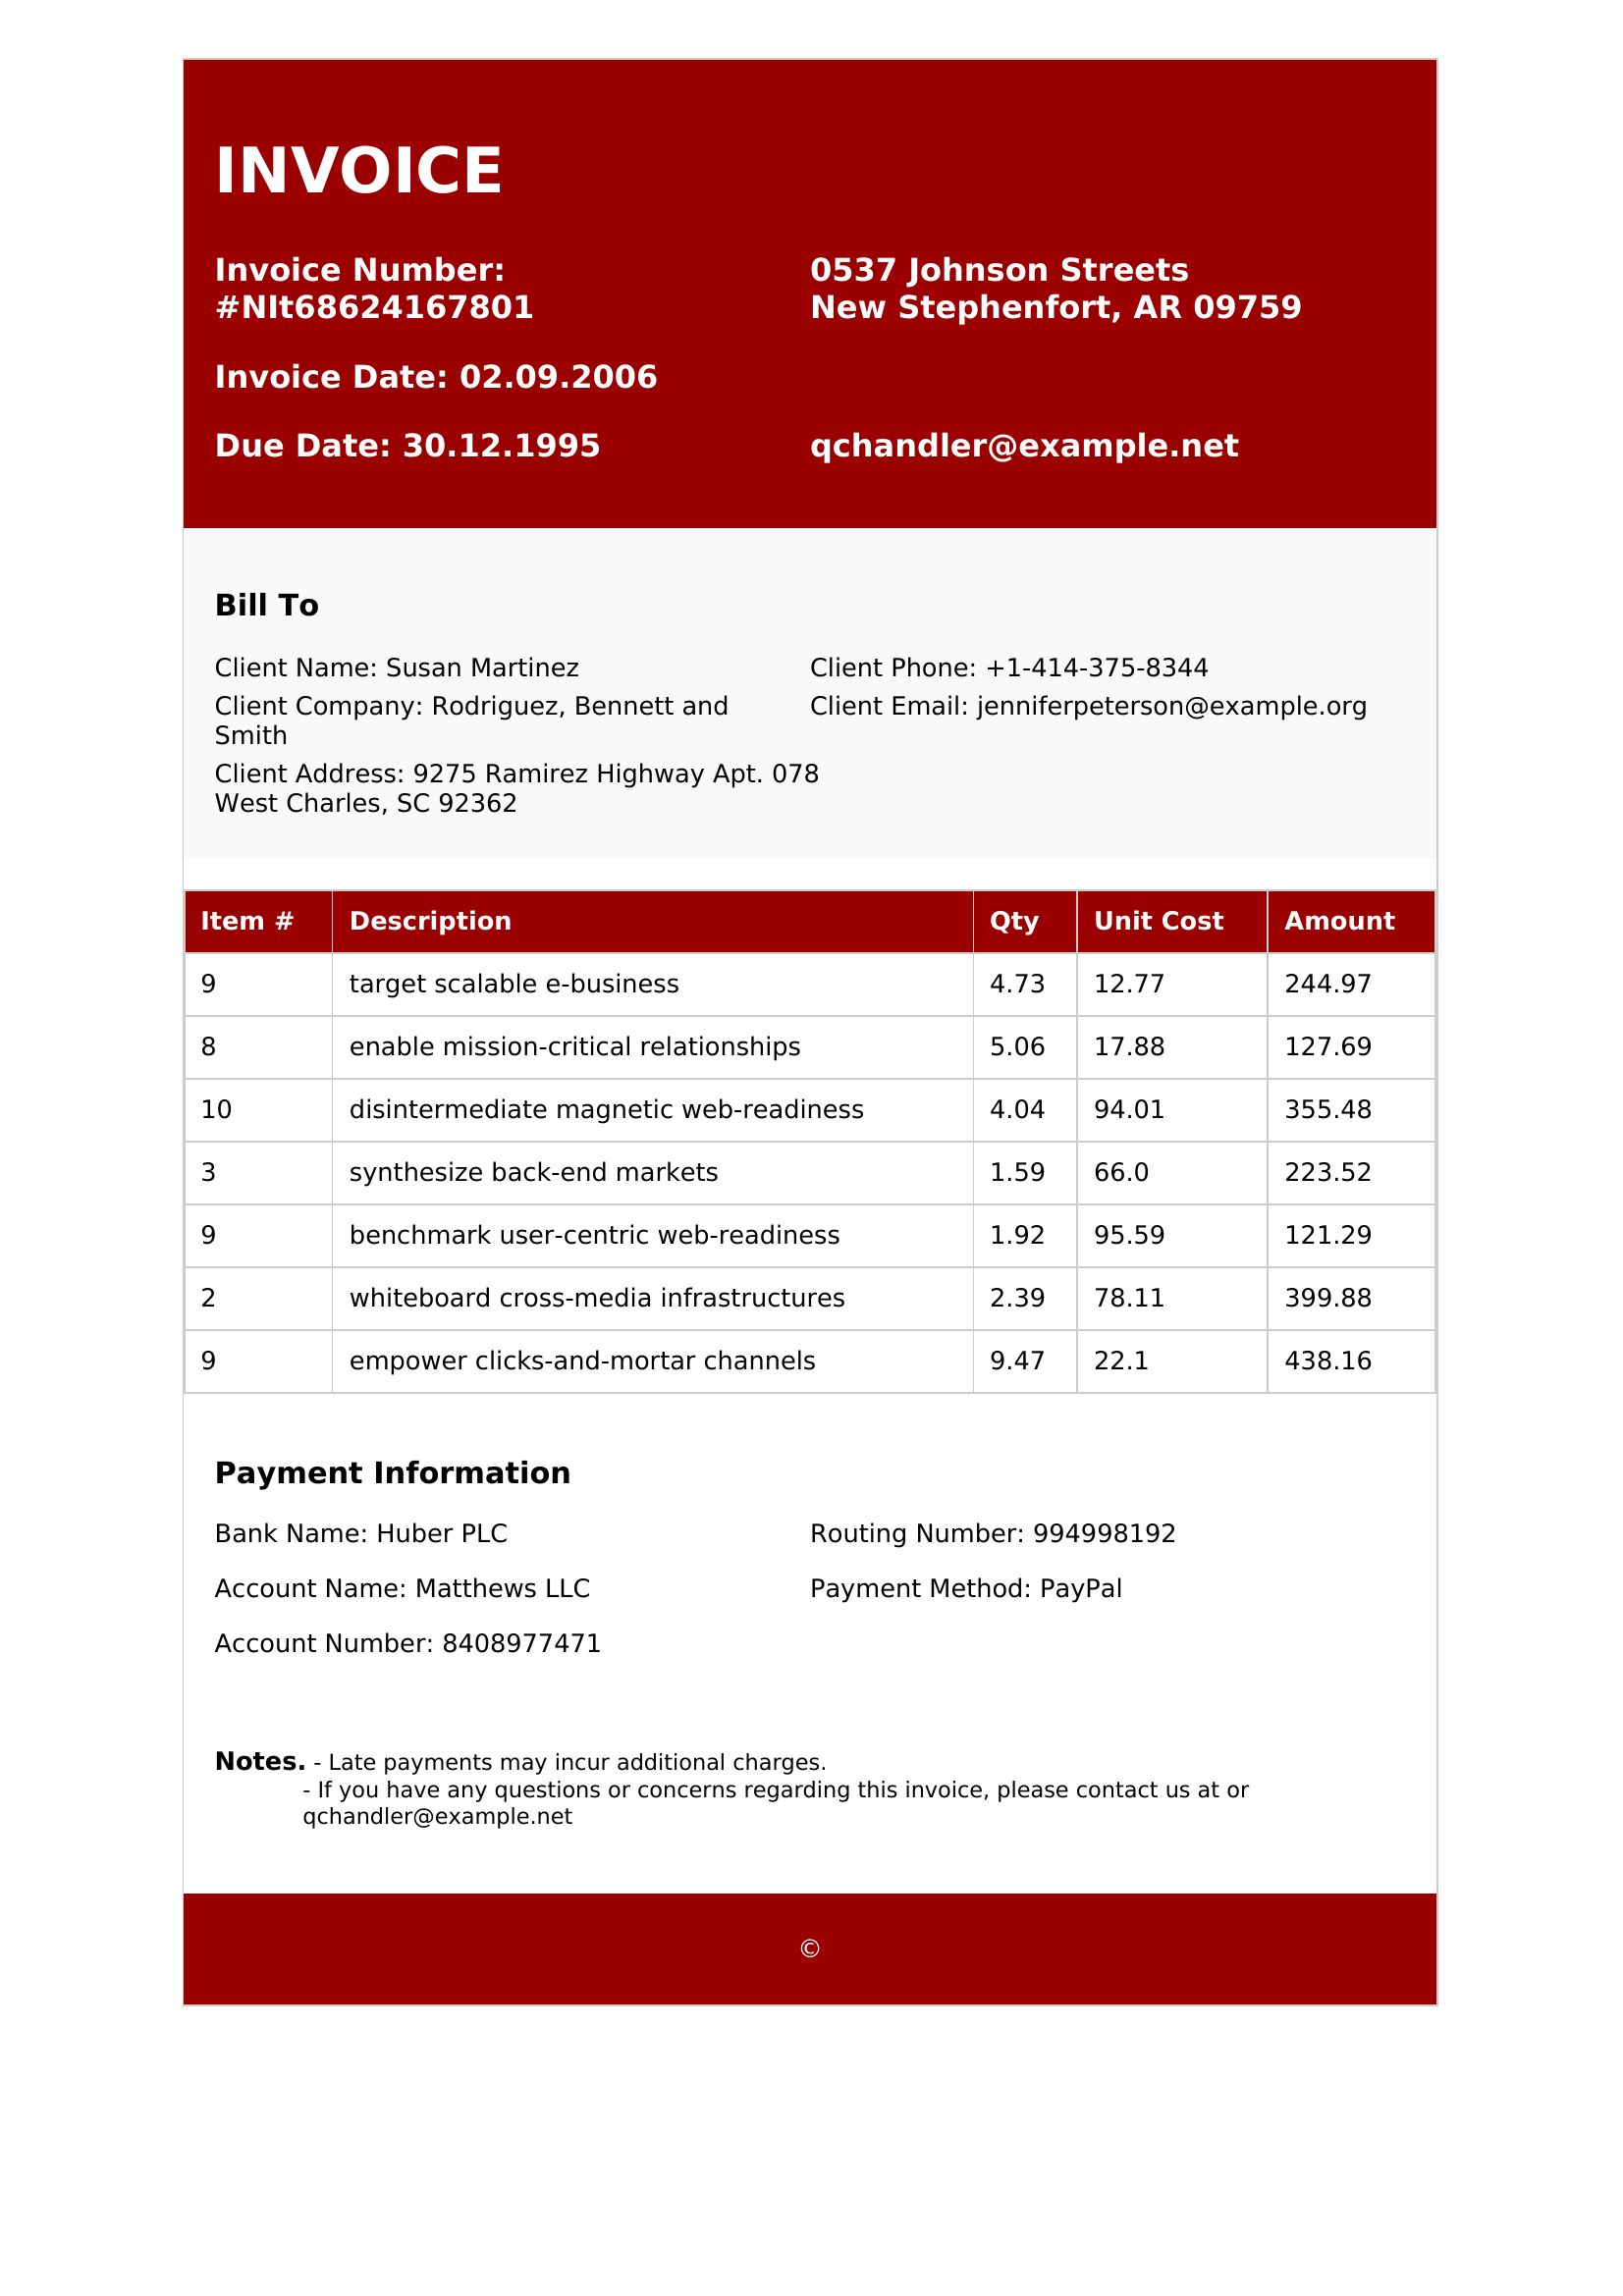 INVOICE
Invoice Number:
#NIt68624167801
0537 Johnson Streets
New Stephenfort, AR 09759
Invoice Date: 02.09.2006
Due Date: 30.12.1995
qchandler@example.net
Bill To
Client Name: Susan Martinez
Client Phone: +1-414-375-8344
Client Company: Rodriguez, Bennett and
Smith
Client Email: jenniferpeterson@example.org
Client Address: 9275 Ramirez Highway Apt. 078
West Charles, SC 92362
Item # Description Qty Unit Cost Amount
9 target scalable e-business 4.73 12.77 244.97
8 enable mission-critical relationships 5.06 17.88 127.69
10 disintermediate magnetic web-readiness 4.04 94.01 355.48
3 synthesize back-end markets 1.59 66.0 223.52
9 benchmark user-centric web-readiness 1.92 95.59 121.29
2 whiteboard cross-media infrastructures 2.39 78.11 399.88
9 empower clicks-and-mortar channels 9.47 22.1 438.16
Payment Information
Bank Name: Huber PLC
Routing Number: 994998192
Account Name: Matthews LLC
Payment Method: PayPal
Account Number: 8408977471
Notes. - Late payments may incur additional charges.
- If you have any questions or concerns regarding this invoice, please contact us at or
qchandler@example.net
©